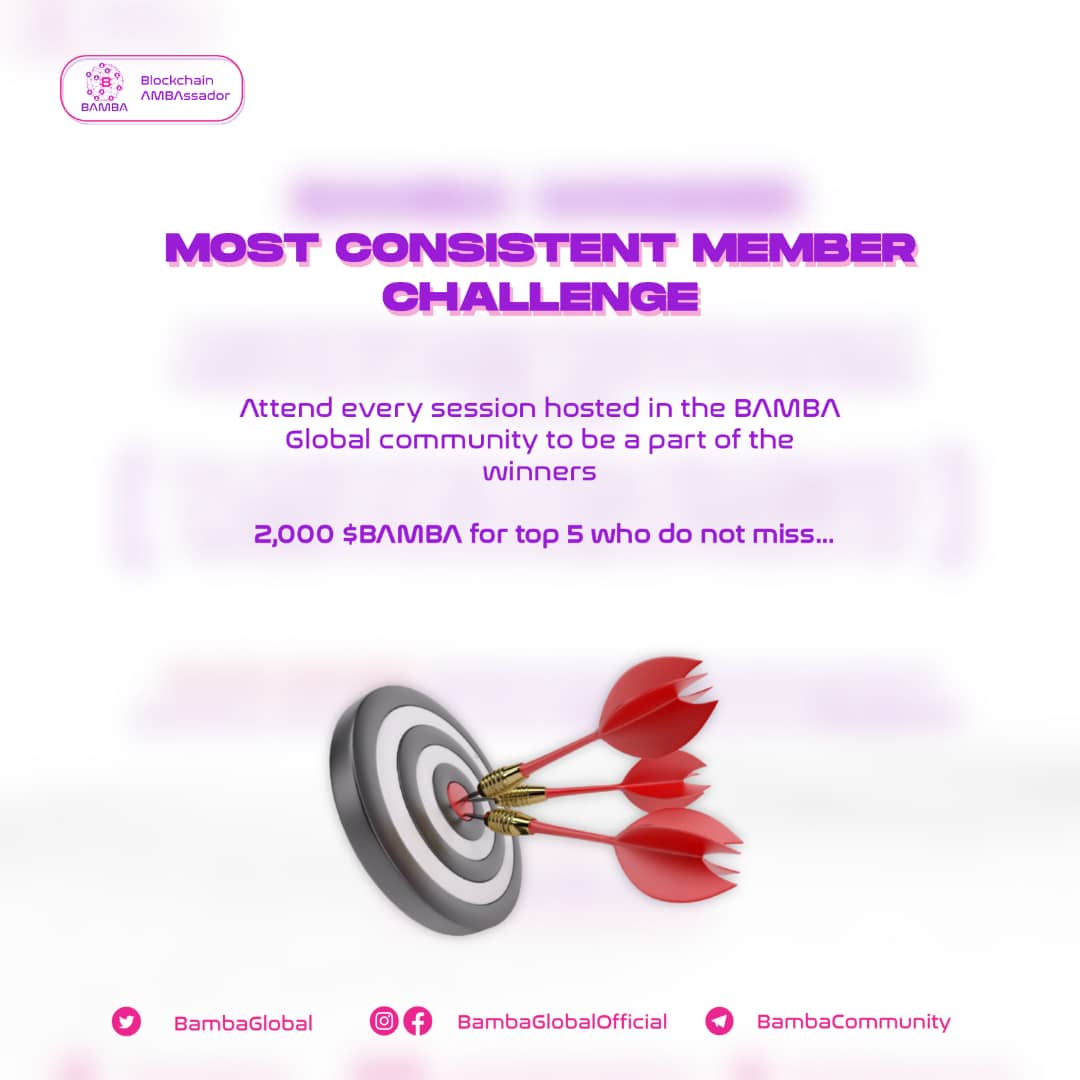 BAMBA
Blockchain
AMBAssador
MOST CONSISTENT MEMBER
CHALLENGE
Attend every session hosted in the BAMBA
Global community to be a part of the
winners
2,000 $BAMBA for top 5 who do not miss...
BambaGlobal
BambaGlobalOfficial
BambaCommunity